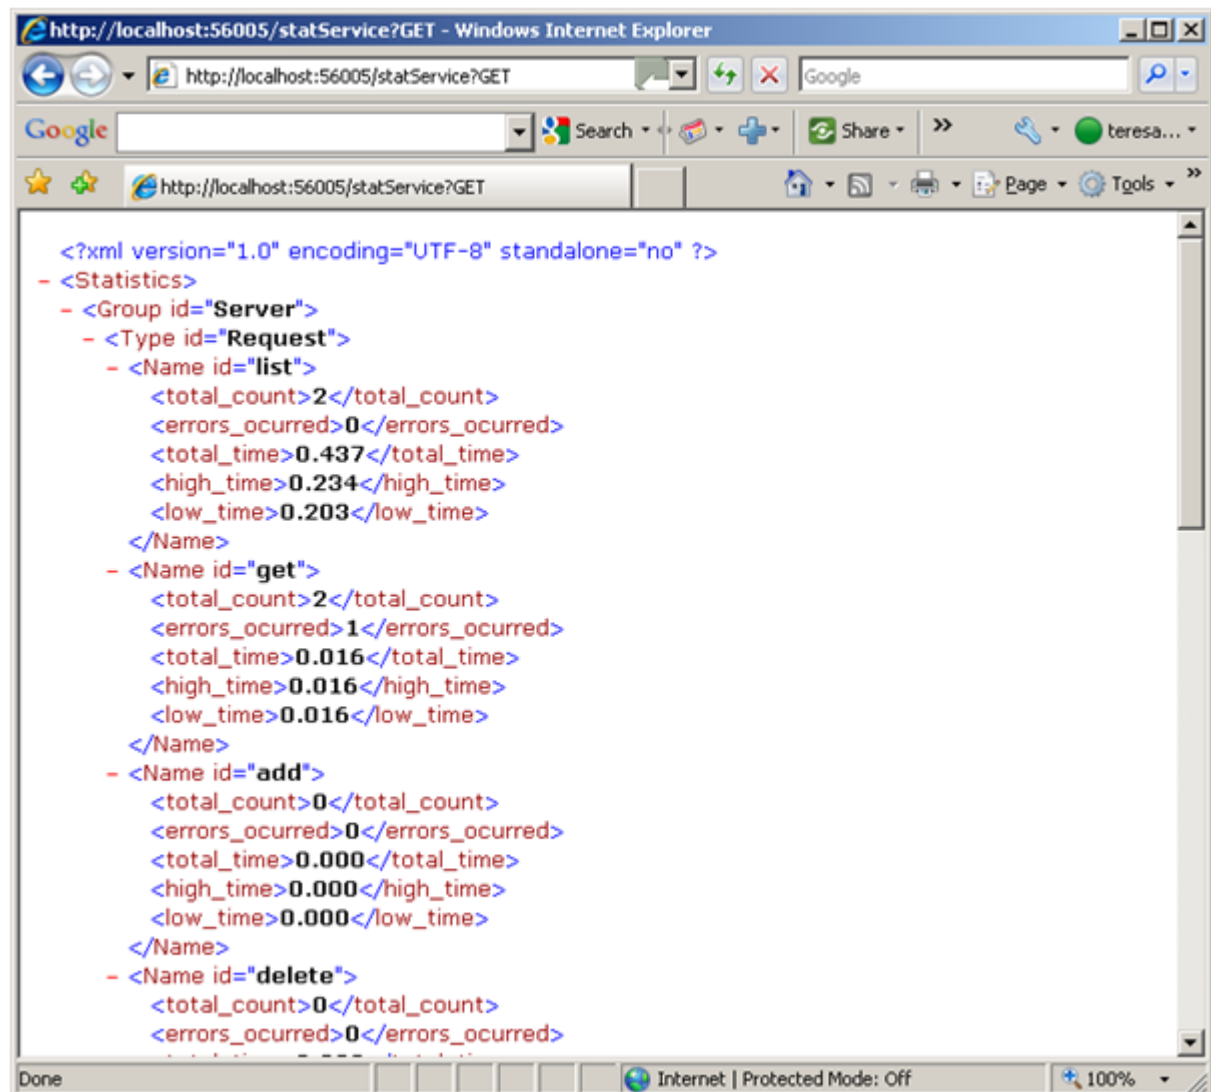 http://localhost:56005/statService?GET - Windows Internet Explorer
http://localhost:56005/statService?GET Google
Google Search Share » teresa...
http://localhost:56005/statService?GET Page Tools »
<?xml version="1.0" encoding="UTF-8" standalone="no" ?>
- <Statistics>
- <Group id="Server">
- <Type id="Request">
- <Name id="list">
<total_count>2</total_count>
<errors_ocurred>0</errors_ocurred>
<total_time>0.437</total_time>
<high_time>0.234</high_time>
<low_time>0.203</low_time>
</Name>
- <Name id="get">
<total_count>2</total_count>
<errors_ocurred>1</errors_ocurred>
<total_time>0.016</total_time>
<high_time>0.016</high_time>
<low_time>0.016</low_time>
</Name>
- <Name id="add">
<total_count>0</total_count>
<errors_ocurred>0</errors_ocurred>
<total_time>0.000</total_time>
<high_time>0.000</high_time>
<low_time>0.000</low_time>
</Name>
- <Name id="delete">
<total_count>0</total_count>
<errors_ocurred>0</errors_ocurred>
Done Internet | Protected Mode: Off 100%